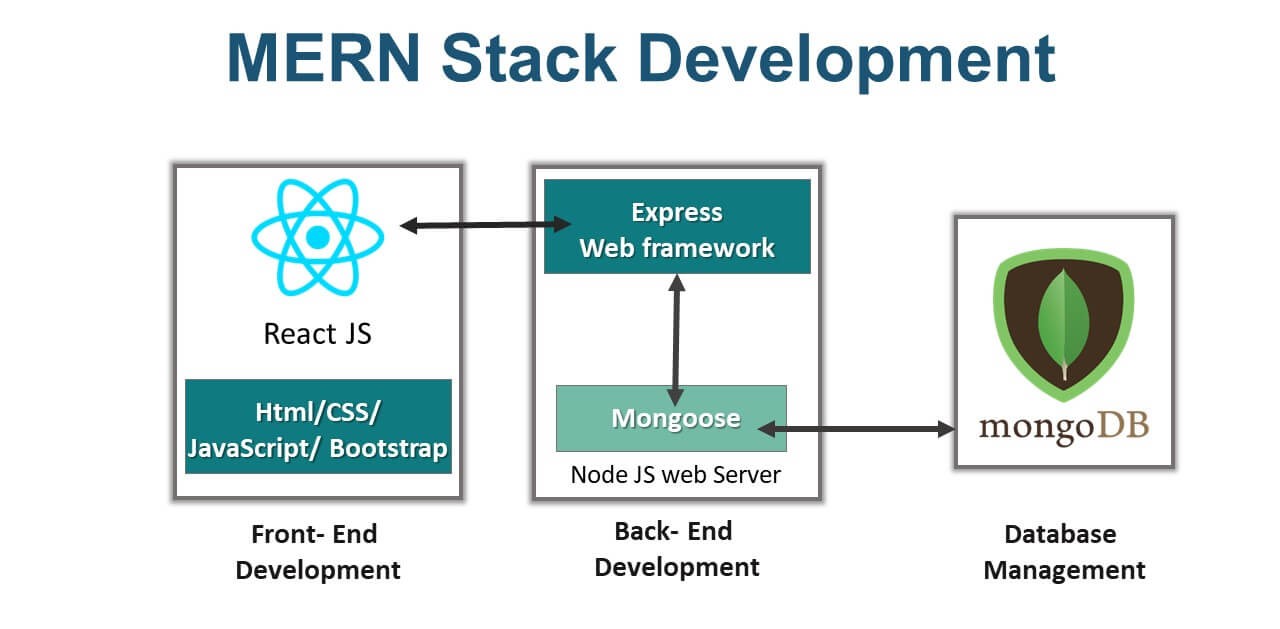 MERN Stack Development
React JS
Html/CSS/
JavaScript/ Bootstrap
Front- End
Development
Express
Web framework
Mongoose
Node JS web Server
Back- End
Development
mongoDB
Database
Management